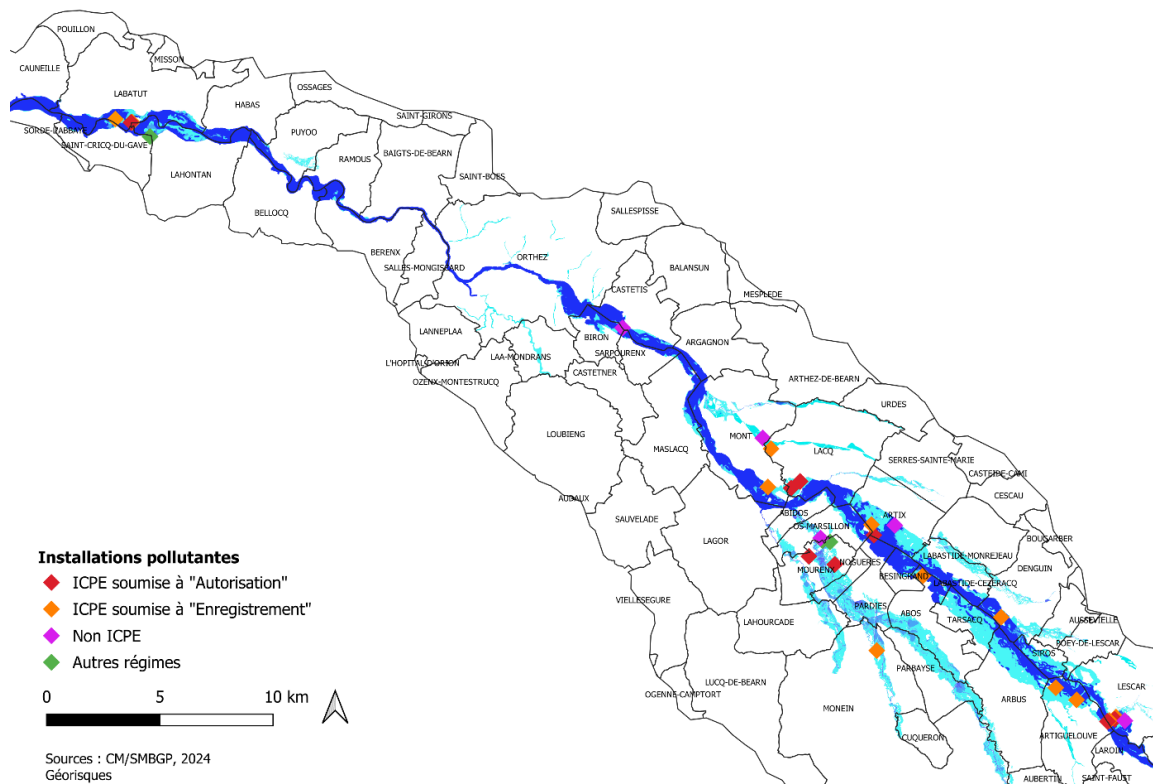 POUILLON
CAUNEILLE
MISSON
LABATUT
OSSAGES
HABAS
SAINT-GIRONS
PUYOO
SORDE-L'ABBAYE
SAINT-CRICQ-DU-GAVE
BAIGTS-DE-BEARN
RAMOUS
LAHONTAN
SAINT-BOES
BELLOCQ
SALLESPISSE
BERENX
ORTHEZ
SALLES-MONGISCARD
BALANSUN
CASTETIS
MESPLEDE
LANNEPLAA
BIRON
ARGAGNON
SARPOURENX
LAA-MONDRANS
L'HOPITAL-D'ORION
CASTETNER
ARTHEZ-DE-BEARN
OZENX-MONTESTRUCQ
URDES
LOUBIENG
MONT
MASLACQ
LACQ
SERRES-SAINTE-MARIE
CASTEIDE-CAMI
AUDAUX
CESCAU
ABIDOS
ARTIX
SAUVELADE
OS-MARSILLON
LAGOR
BOUGARBER
LABASTIDE-MONREJEAU
NOGUERES
DENGUIN
MOURENX
BESINGRAND
LABASTIDE-CEZERACQ
VIELLESEGURE
PARDIES
ABOS
LAHOURCADE
TARSACQ
AUSSEVIELLE
POEY-DE-LESCAR
SIROS
PARBAYSE
LUCQ-DE-BEARN
LESCAR
OGENNE-CAMPTORT
ARBUS
MONEIN
ARTIGUELOUVE
CUQUERON
LAROIN
AUBERTIN
SAINT-FAUST
Installations pollutantes
ICPE soumise à "Autorisation"
ICPE soumise à "Enregistrement"
Non ICPE
Autres régimes
0 5 10 km
Sources : CM/SMBGP, 2024
Géorisques